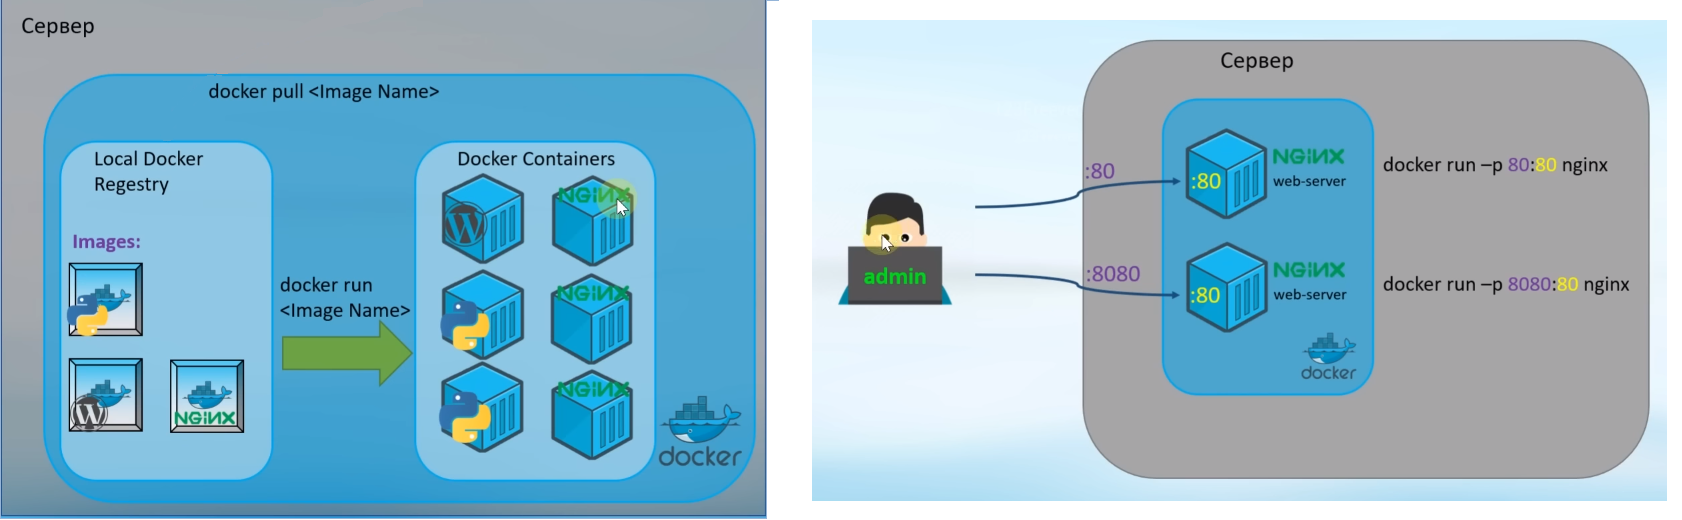 Сервер
docker pull <Image Name>
Local Docker
Regestry
Images:
NGiNX
docker run
<Image Name>
Docker Containers
NGiNX
NGiNX
NGiNX
docker
admin
:80
:8080
Сервер
:80
NGiNX
web-server
docker run –p 80:80 nginx
:80
NGiNX
web-server
docker run –p 8080:80 nginx
docker